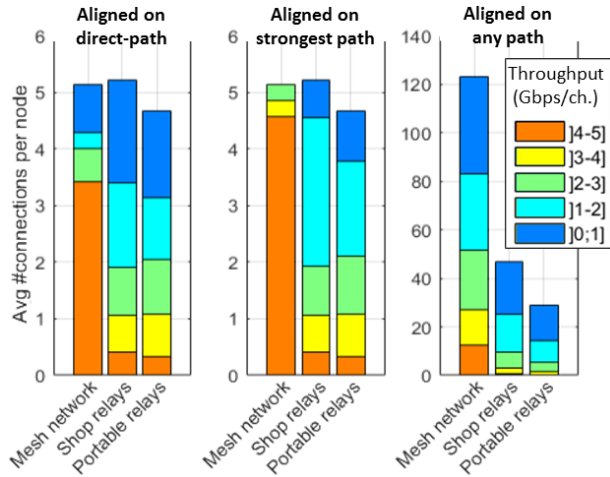 Aligned on
direct-path
Aligned on
strongest path
Aligned on
any path
Avg #connections per node
6
5
4
3
2
1
0
Mesh network
Shop relays
Portable relays
6
5
4
3
2
1
0
Mesh network
Shop relays
Portable relays
140
120
100
80
60
40
20
0
Mesh network
Shop relays
Portable relays
Throughput
(Gbps/ch.)
]4-5]
]3-4]
]2-3]
]1-2]
]0;1]